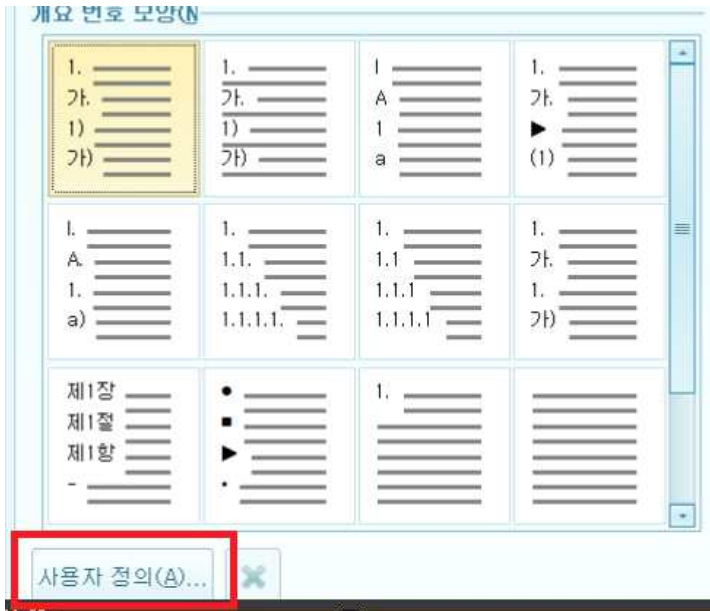 개요 번호 모양(N
1.
가.
1)
가)
1.
가.
1)
가)
I
A
1
a
1.
가.
▶
(1)
I.
A.
1.
a)
1.
1.1.
1.1.1.
1.1.1.1.
1.
1.1
1.1.1
1.1.1.1
1.
가.
1.
가)
제1장
제1절
제1항
-
●
■
▶
•
1.
사용자 정의(A)...